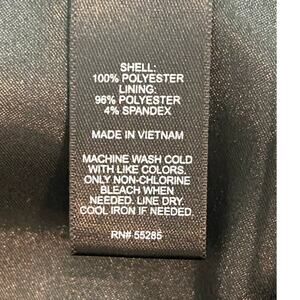 SHELL:
100% POLYESTER
LINING:
96% POLYESTER
4% SPANDEX
MADE IN VIETNAM
MACHINE WASH COLD
WITH LIKE COLORS.
ONLY NON-CHLORINE
BLEACH WHEN
NEEDED. LINE DRY.
COOL IRON IF NEEDED.
RN# 55285